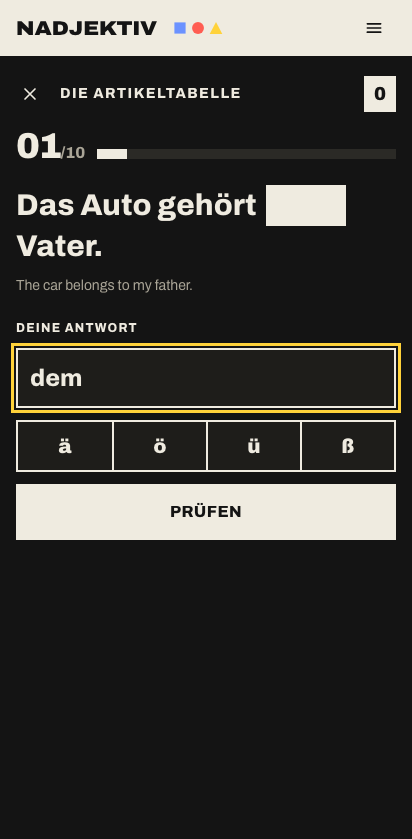 NADJEKTIV
DIE ARTIKELTABELLE
0
01/10
Das Auto gehört
Vater.
The car belongs to my father.
DEINE ANTWORT
dem
ä ö ü ß
PRÜFEN